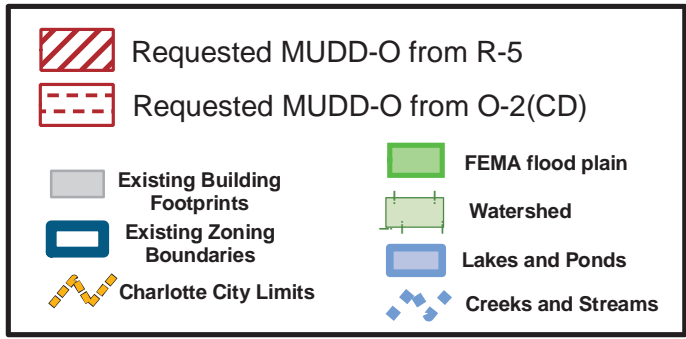 Requested MUDD-O from R-5
Requested MUDD-O from O-2(CD)
Existing Building
Footprints
Existing Zoning
Boundaries
Charlotte City Limits
FEMA flood plain
Watershed
Lakes and Ponds
Creeks and Streams